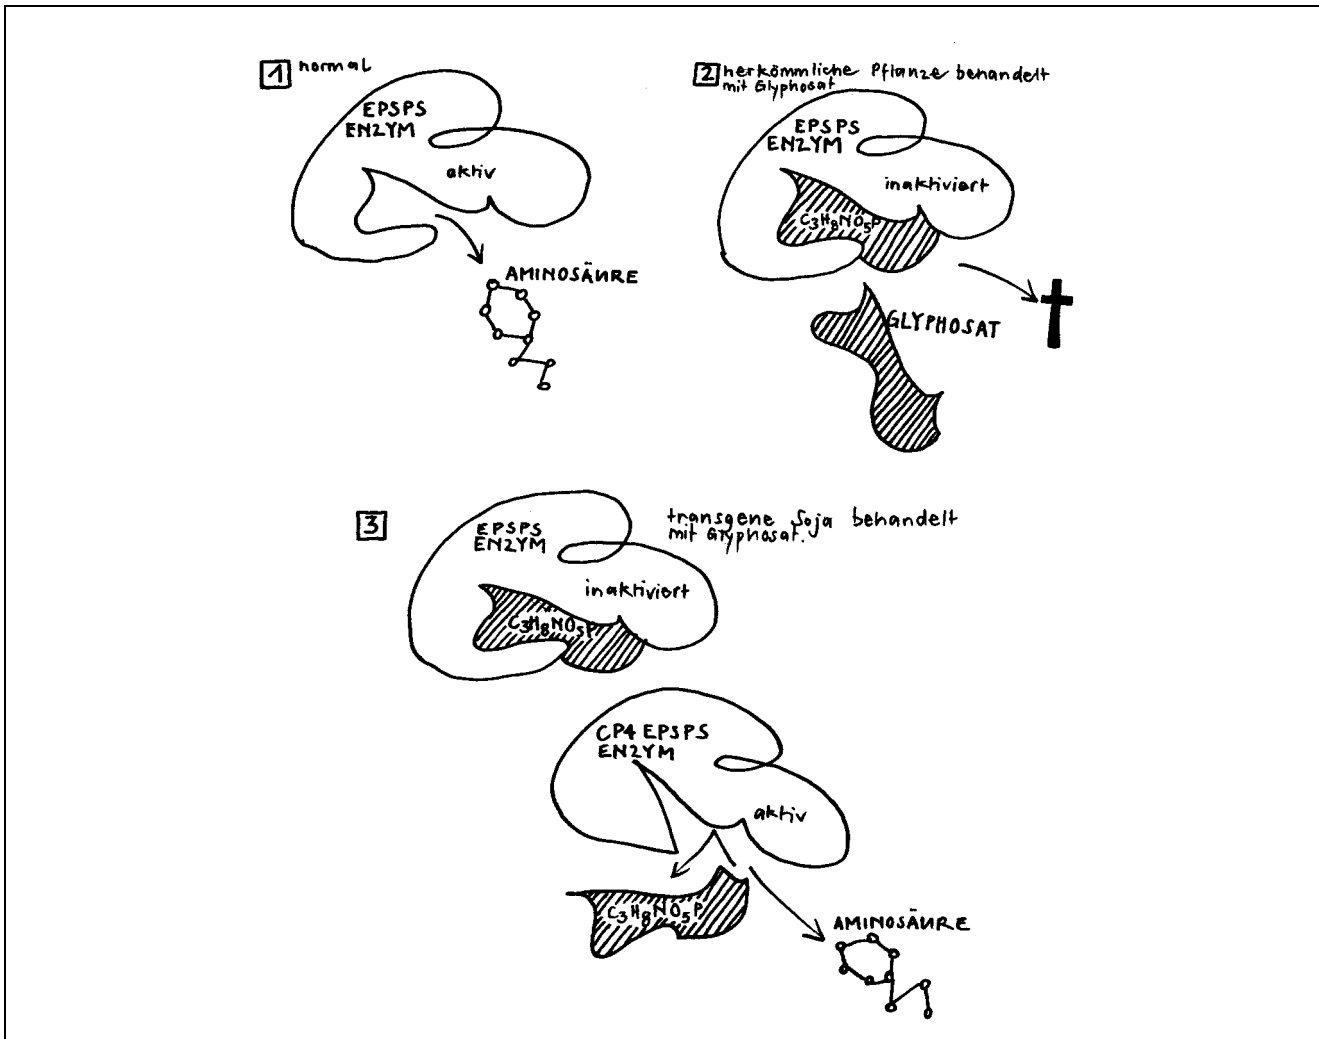 1 normal
EPSPS
ENZYM
aktiv
AMINOSÄURE
2 herkömmliche Pflanze behandelt
mit Glyphosat
EPSPS
ENZYM
inaktiviert
C3H8NO5P
GLYPHOSAT
3
transgene Soja behandelt
mit Glyphosat.
EPSPS
ENZYM
inaktiviert
C3H8NO5P
CP4 EPSPS
ENZYM
aktiv
C3H8NO5P
AMINOSÄURE